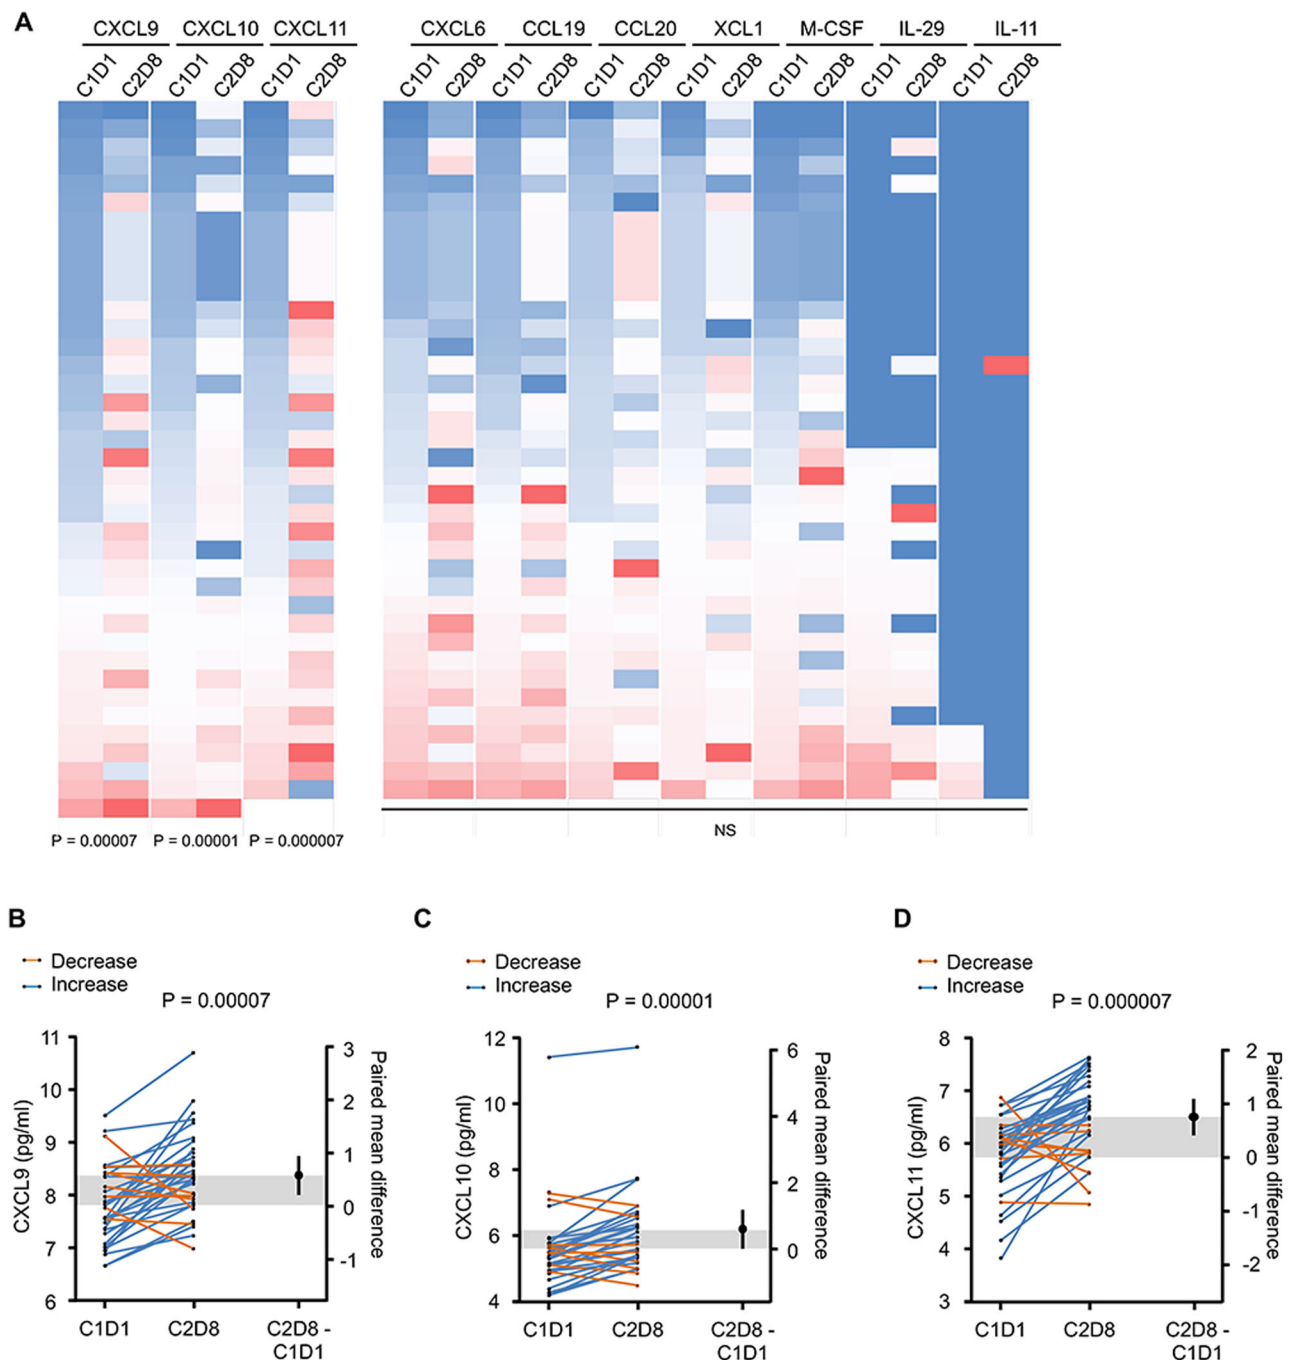 A
CXCL9 CXCL10 CXCL11 CXCL6 CCL19 CCL20 XCL1 M-CSF IL-29 IL-11
C1D1 C2D8 C1D1 C2D8 C1D1 C2D8 C1D1 C2D8 C1D1 C2D8 C1D1 C2D8 C1D1 C2D8 C1D1 C2D8 C1D1 C2D8 C1D1 C2D8
P = 0.00007 P = 0.00001 P = 0.000007 NS
B
Decrease
Increase
P = 0.00007
CXCL9 (pg/ml)
11
10
9
8
7
6
3
2
1
0
-1
Paired mean difference
C1D1 C2D8 C2D8 -
C1D1
C
Decrease
Increase
P = 0.00001
CXCL10 (pg/ml)
12
10
8
6
4
6
4
2
0
Paired mean difference
C1D1 C2D8 C2D8 -
C1D1
D
Decrease
Increase
P = 0.000007
CXCL11 (pg/ml)
8
7
6
5
4
3
2
1
0
-1
-2
Paired mean difference
C1D1 C2D8 C2D8 -
C1D1